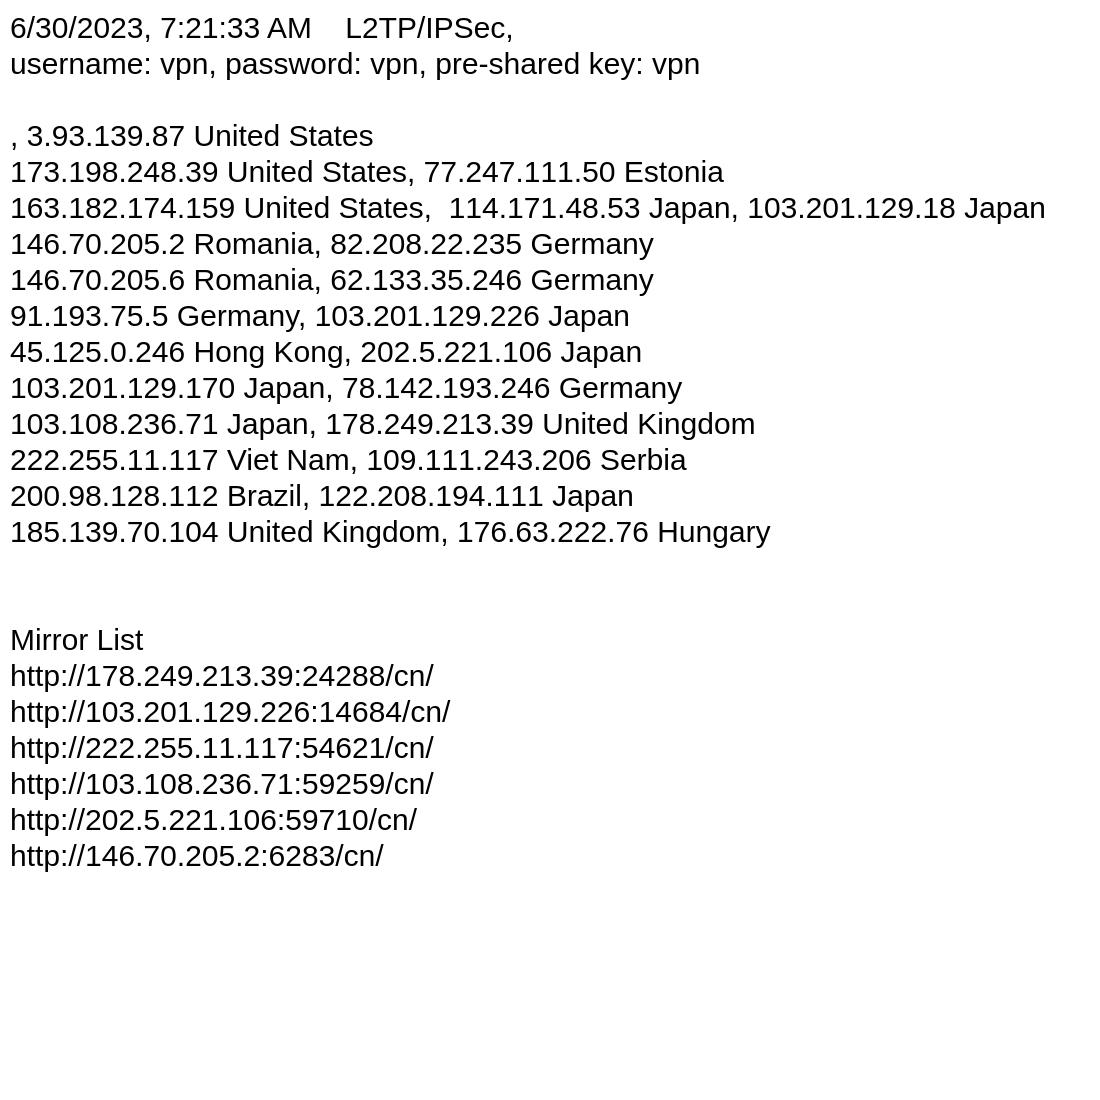 6/30/2023, 7:21:33 AM    L2TP/IPSec,
username: vpn, password: vpn, pre-shared key: vpn
, 3.93.139.87 United States
173.198.248.39 United States, 77.247.111.50 Estonia
163.182.174.159 United States,  114.171.48.53 Japan, 103.201.129.18 Japan
146.70.205.2 Romania, 82.208.22.235 Germany
146.70.205.6 Romania, 62.133.35.246 Germany
91.193.75.5 Germany, 103.201.129.226 Japan
45.125.0.246 Hong Kong, 202.5.221.106 Japan
103.201.129.170 Japan, 78.142.193.246 Germany
103.108.236.71 Japan, 178.249.213.39 United Kingdom
222.255.11.117 Viet Nam, 109.111.243.206 Serbia
200.98.128.112 Brazil, 122.208.194.111 Japan
185.139.70.104 United Kingdom, 176.63.222.76 Hungary
Mirror List
http://178.249.213.39:24288/cn/
http://103.201.129.226:14684/cn/
http://222.255.11.117:54621/cn/
http://103.108.236.71:59259/cn/
http://202.5.221.106:59710/cn/
http://146.70.205.2:6283/cn/